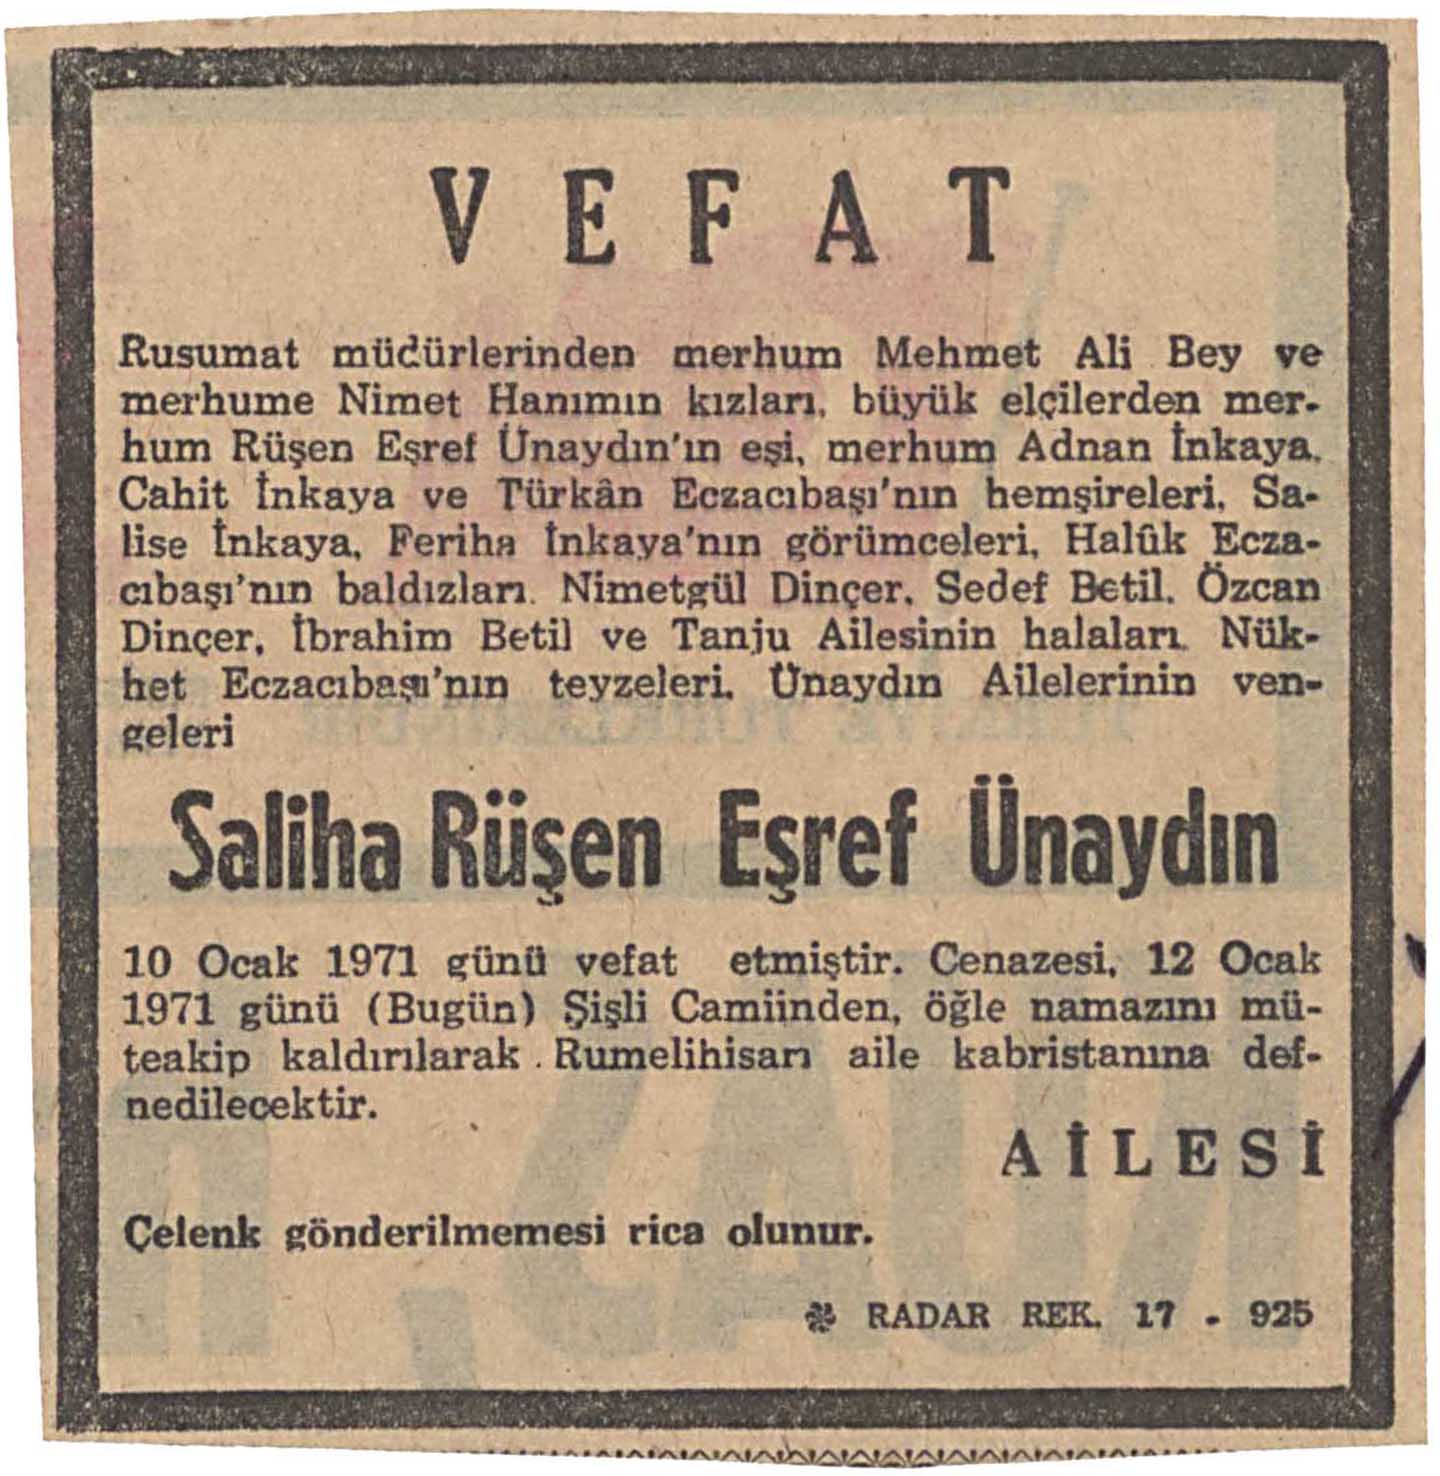 VEFAT
Rusumat müdürlerinden merhum Mehmet Ali Bey ve
merhume Nimet Hanımın kızları, büyük elçilerden mer-
hum Rüşen Eşref Ünaydın'ın eşi, merhum Adnan İnkaya,
Cahit İnkaya ve Türkân Eczacıbaşı'nın hemşireleri, Sa-
lise İnkaya, Feriha İnkaya'nın görümceleri, Halûk Ecza-
cıbaşı'nın baldızları. Nimetgül Dinçer, Sedef Betil, Özcan
Dinçer, İbrahim Betil ve Tanju Ailesinin halaları. Nük-
het Eczacıbaşı'nın teyzeleri. Ünaydın Ailelerinin yen-
geleri
Saliha Rüşen Eşref Ünaydın
10 Ocak 1971 günü vefat etmiştir. Cenazesi, 12 Ocak
1971 günü (Bugün) Şişli Camiinden, öğle namazını mü-
teakip kaldırılarak . Rumelihisarı aile kabristanına def-
nedilecektir.
AİLESİ
Çelenk gönderilmemesi rica olunur.
RADAR REK. 17 - 925